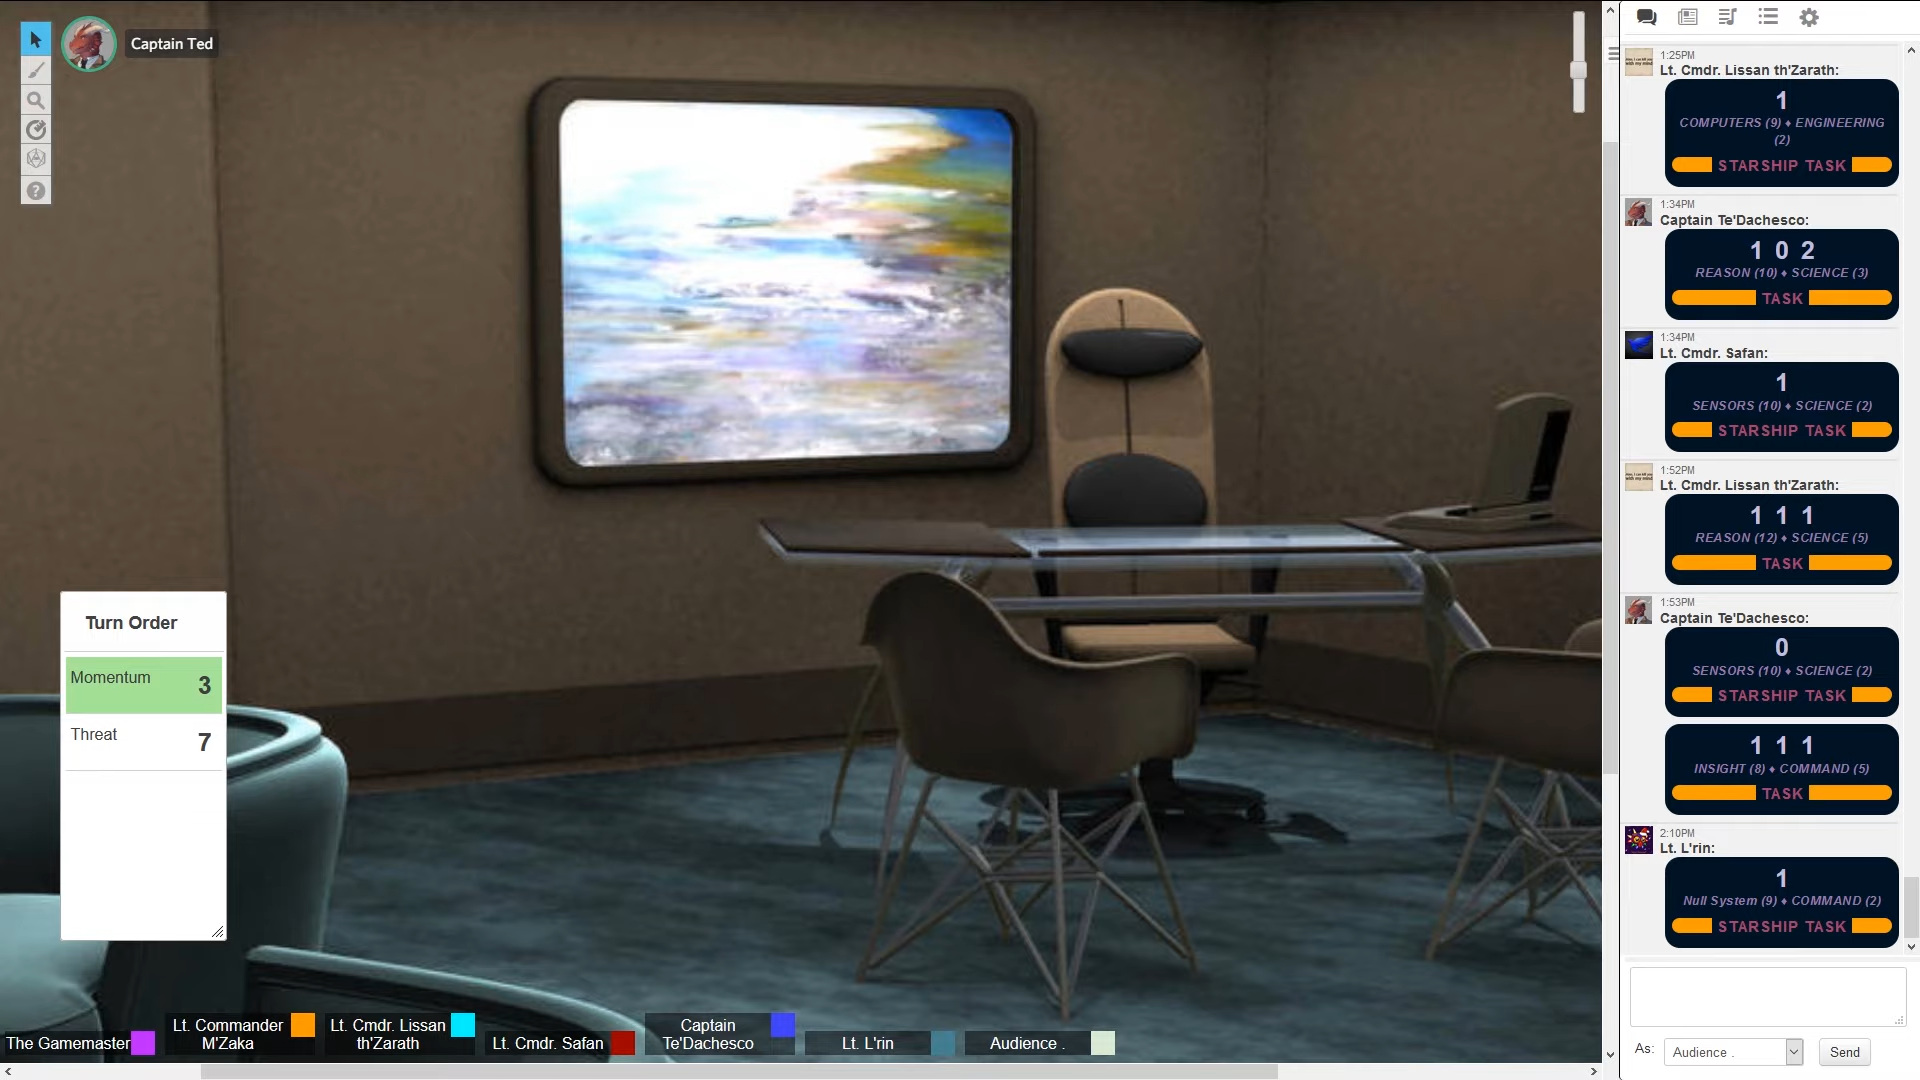 Captain Ted
Turn Order
Momentum 3
Threat 7
The Gamemaster
Lt. Commander
M'Zaka
Lt. Cmdr. Lissan
th'Zarath
Lt. Cmdr. Safan
Captain
Te'Dachesco
Lt. L'rin
Audience .
1:25PM
Lt. Cmdr. Lissan th'Zarath:
1
COMPUTERS (9) ♦ ENGINEERING
(2)
STARSHIP TASK
1:34PM
Captain Te'Dachesco:
1 0 2
REASON (10) ♦ SCIENCE (3)
TASK
1:34PM
Lt. Cmdr. Safan:
1
SENSORS (10) ♦ SCIENCE (2)
STARSHIP TASK
1:52PM
Lt. Cmdr. Lissan th'Zarath:
1 1 1
REASON (12) ♦ SCIENCE (5)
TASK
1:53PM
Captain Te'Dachesco:
0
SENSORS (10) ♦ SCIENCE (2)
STARSHIP TASK
1 1 1
INSIGHT (8) ♦ COMMAND (5)
TASK
2:10PM
Lt. L'rin:
1
Null System (9) ♦ COMMAND (2)
STARSHIP TASK
As: Audience . Send